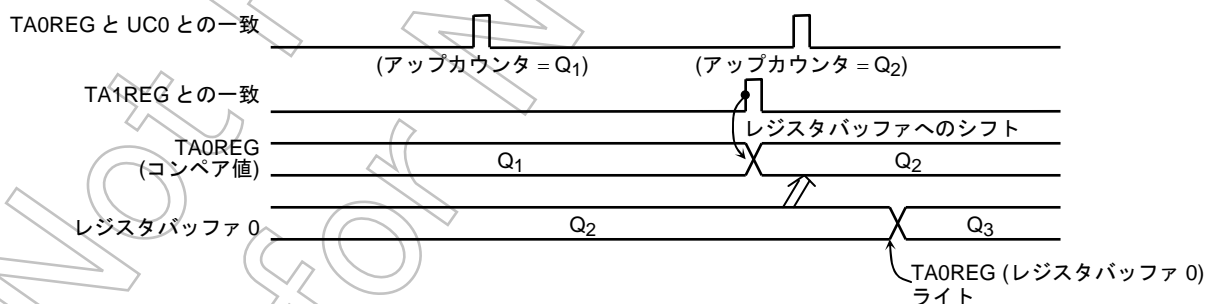 TA0REG と UC0 との一致
(アップカウンタ = Q1)
(アップカウンタ = Q2)
TA1REG との一致
レジスタバッファへのシフト
TA0REG
(コンペア値)
Q1
Q2
レジスタバッファ 0
Q2
Q3
TA0REG (レジスタバッファ 0)
ライト
Not
for